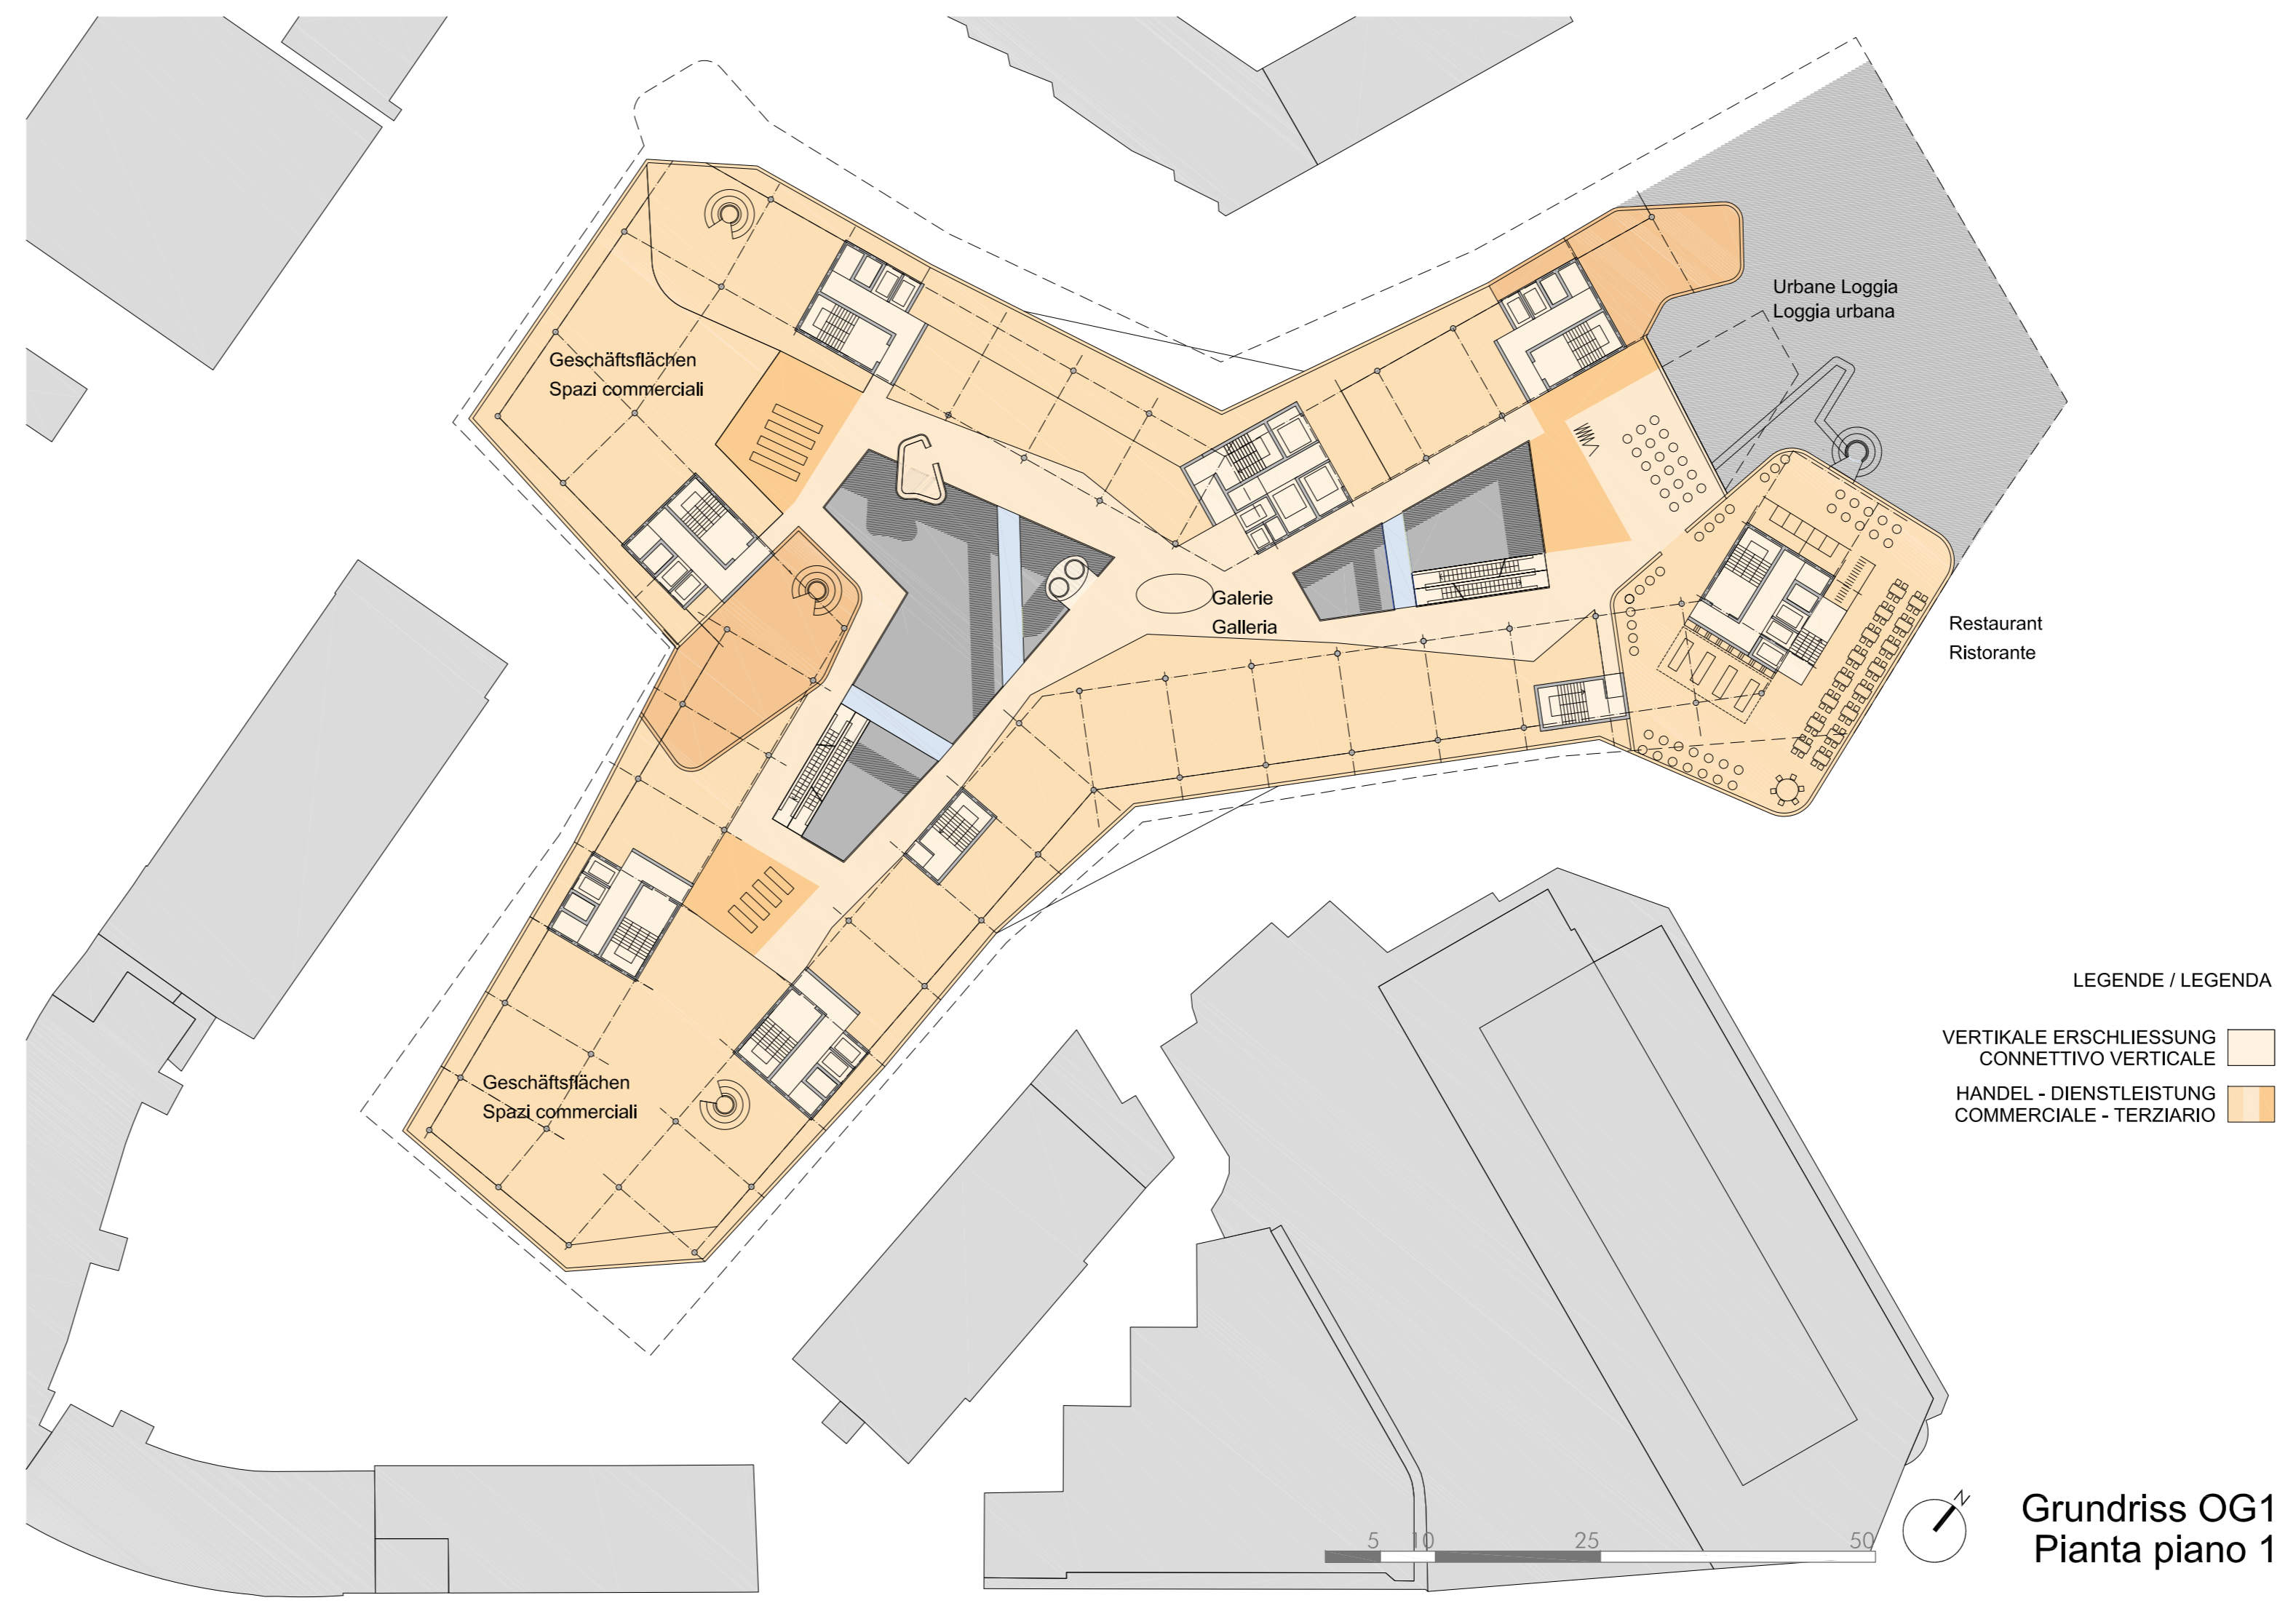 Urbane Loggia
Loggia urbana
Geschäftsflächen
Spazi commerciali
Galerie
Galleria
Restaurant
Ristorante
LEGENDE / LEGENDA
VERTIKALE ERSCHLIESSUNG
CONNETTIVO VERTICALE
HANDEL - DIENSTLEISTUNG
COMMERCIALE - TERZIARIO
Geschäftsflächen
Spazi commerciali
N
Grundriss OG1
Pianta piano 1
5 10 25 50